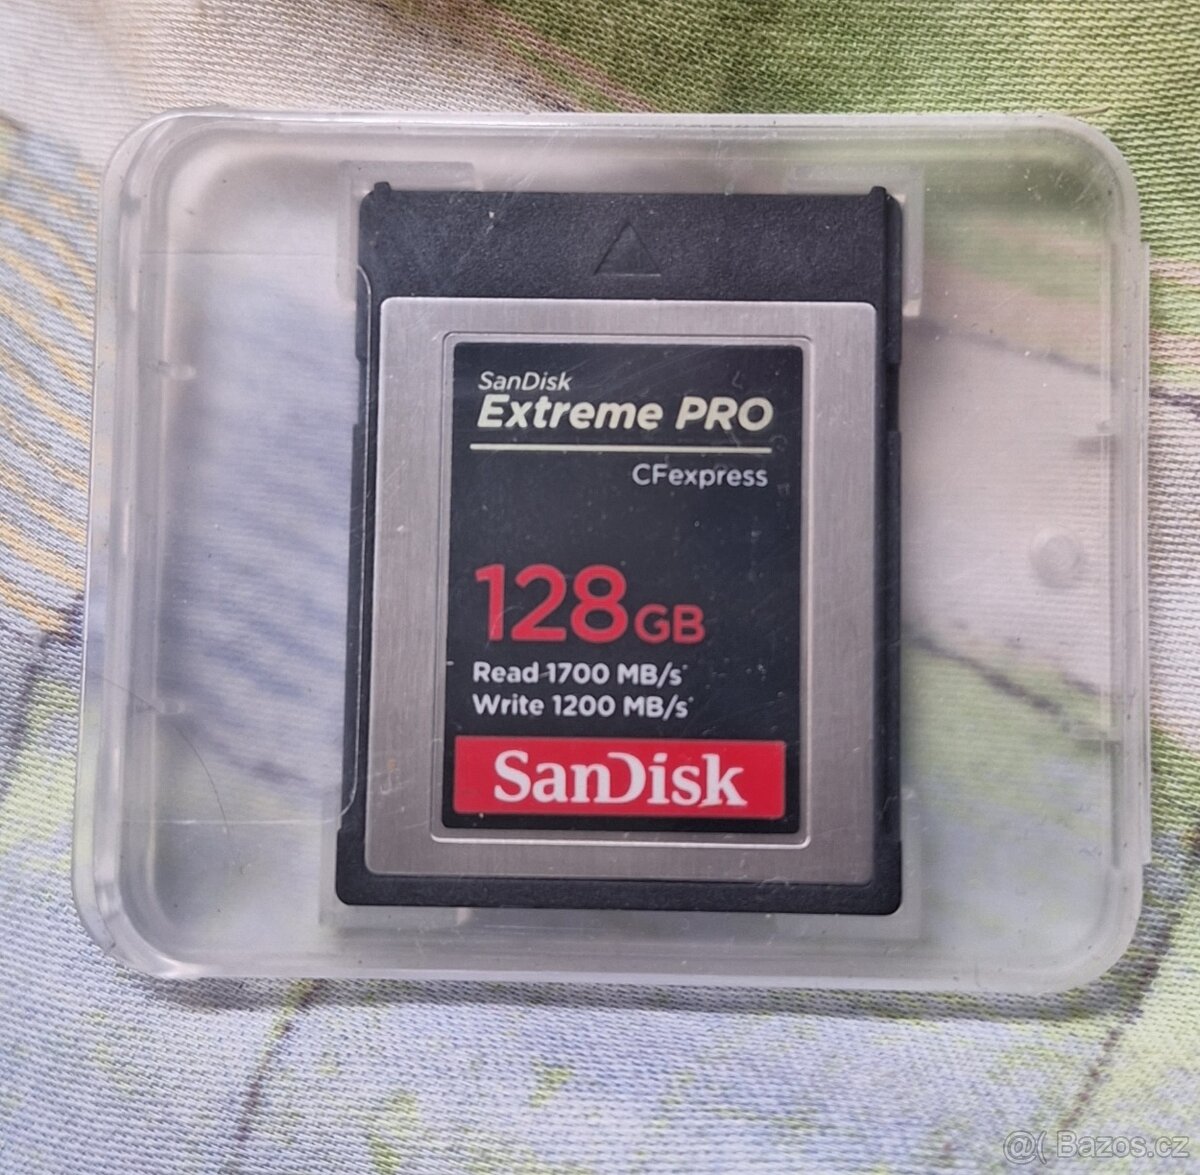 SanDisk
Extreme PRO
CFexpress
128GB
Read 1700 MB/s*
Write 1200 MB/s*
SanDisk
@( Bazos.cz